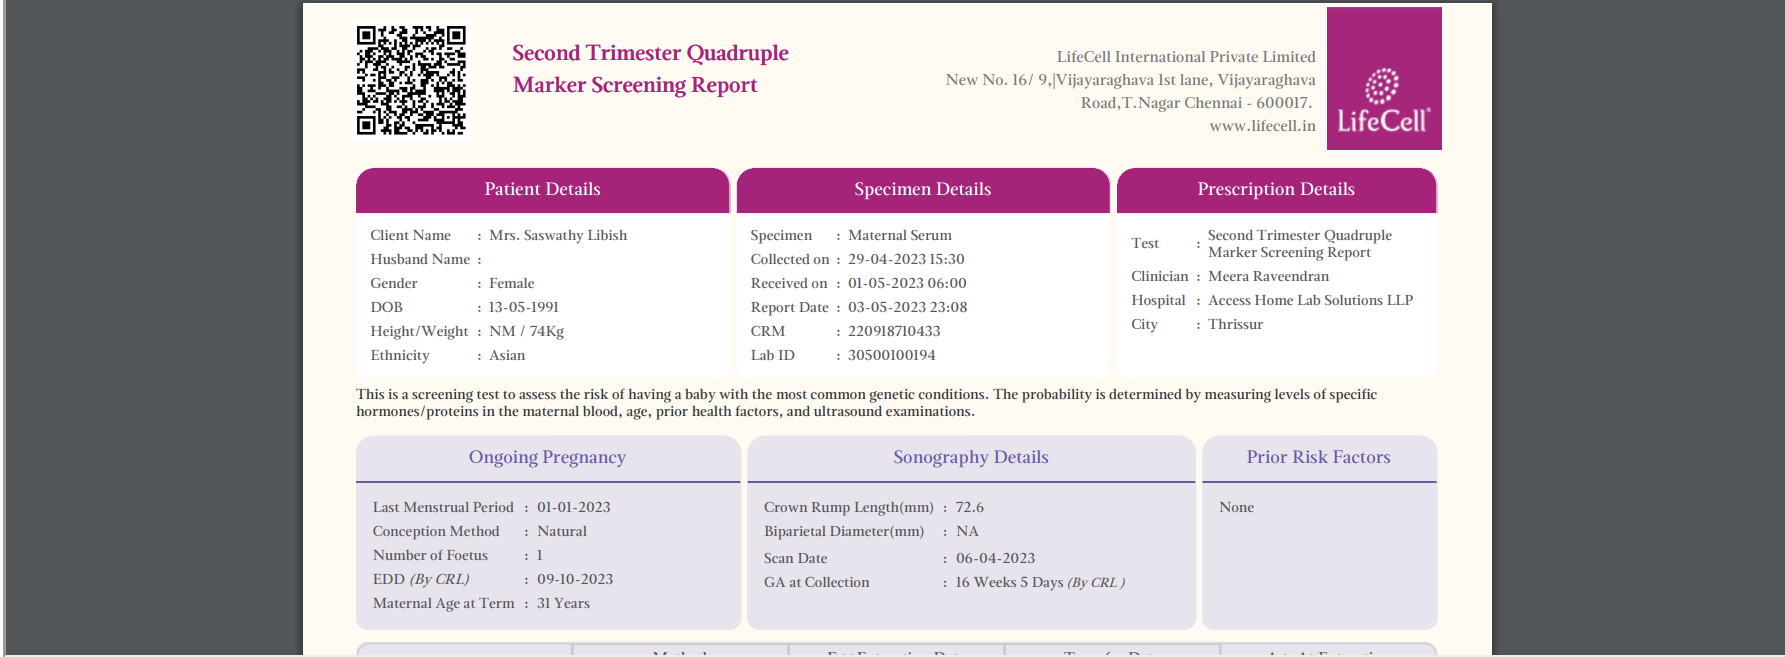 Second Trimester Quadruple
Marker Screening Report
LifeCell International Private Limited
New No. 16/ 9,|Vijayaraghava 1st lane, Vijayaraghava
Road,T.Nagar Chennai - 600017.
www.lifecell.in
LifeCell®
Patient Details
Client Name : Mrs. Saswathy Libish
Husband Name :
Gender : Female
DOB : 13-05-1991
Height/Weight : NM / 74Kg
Ethnicity : Asian
Specimen Details
Specimen : Maternal Serum
Collected on : 29-04-2023 15:30
Received on : 01-05-2023 06:00
Report Date : 03-05-2023 23:08
CRM : 220918710433
Lab ID : 30500100194
Prescription Details
Test : Second Trimester Quadruple
Marker Screening Report
Clinician : Meera Raveendran
Hospital : Access Home Lab Solutions LLP
City : Thrissur
This is a screening test to assess the risk of having a baby with the most common genetic conditions. The probability is determined by measuring levels of specific
hormones/proteins in the maternal blood, age, prior health factors, and ultrasound examinations.
Ongoing Pregnancy
Last Menstrual Period : 01-01-2023
Conception Method : Natural
Number of Foetus : 1
EDD (By CRL) : 09-10-2023
Maternal Age at Term : 31 Years
Sonography Details
Crown Rump Length(mm) : 72.6
Biparietal Diameter(mm) : NA
Scan Date : 06-04-2023
GA at Collection : 16 Weeks 5 Days (By CRL )
Prior Risk Factors
None